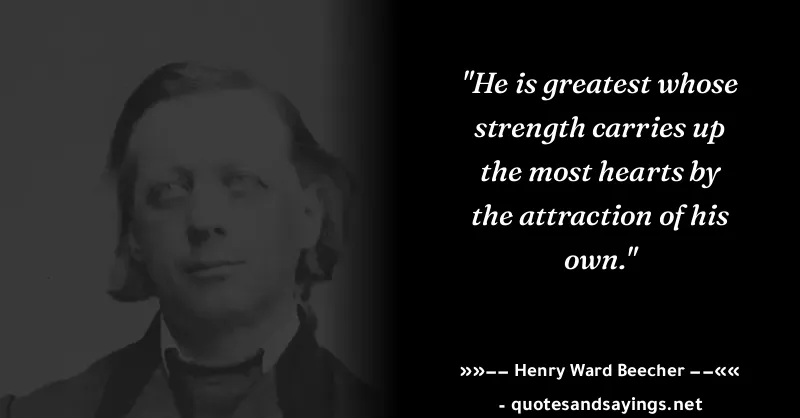 "He is greatest whose
strength carries up
the most hearts by
the attraction of his
own."
»»–– Henry Ward Beecher ––««
- quotesandsayings.net